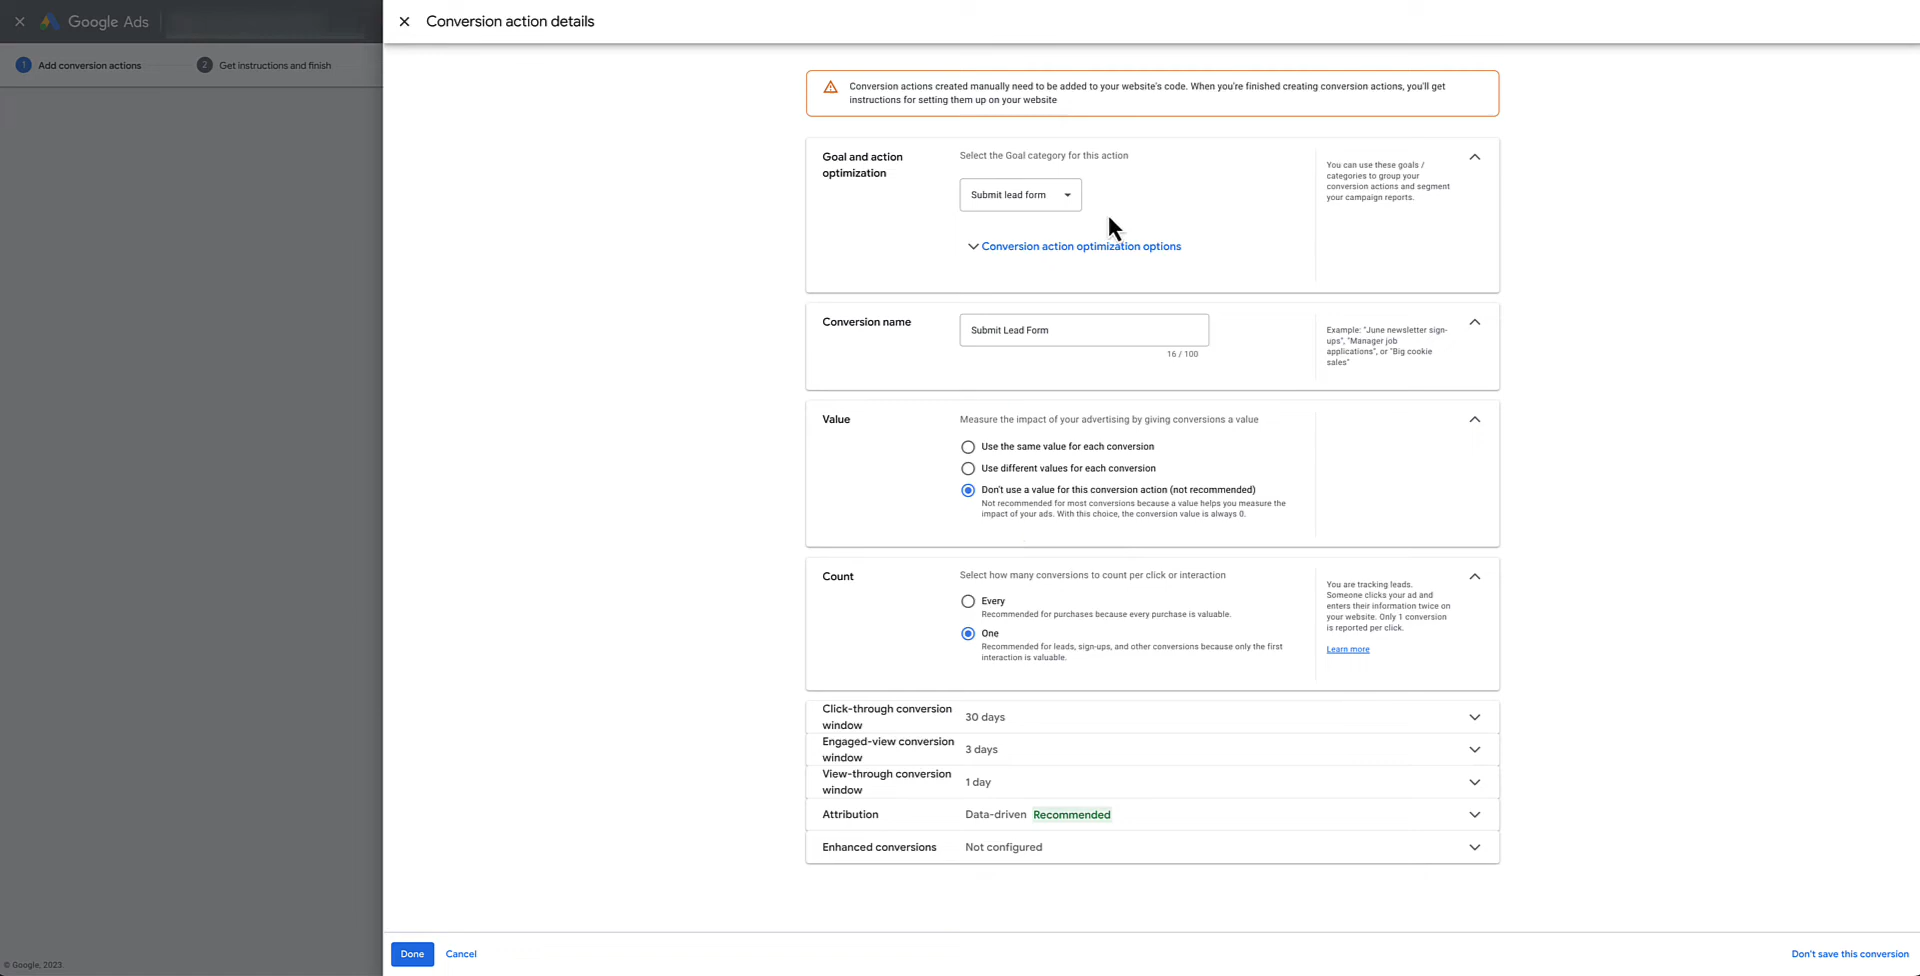 Google Ads
Conversion action details
1 Add conversion actions
2 Get instructions and finish
Conversion actions created manually need to be added to your website's code. When you're finished creating conversion actions, you'll get
instructions for setting them up on your website
Goal and action
optimization
Select the Goal category for this action
Submit lead form
Conversion action optimization options
You can use these goals /
categories to group your
conversion actions and segment
your campaign reports.
Conversion name
Submit Lead Form
16 / 100
Example: "June newsletter sign-
ups", "Manager job
applications", or "Big cookie
sales"
Value
Measure the impact of your advertising by giving conversions a value
Use the same value for each conversion
Use different values for each conversion
Don't use a value for this conversion action (not recommended)
Not recommended for most conversions because a value helps you measure the
impact of your ads. With this choice, the conversion value is always 0.
Count
Select how many conversions to count per click or interaction
Every
Recommended for purchases because every purchase is valuable.
One
Recommended for leads, sign-ups, and other conversions because only the first
interaction is valuable.
You are tracking leads.
Someone clicks your ad and
enters their information twice on
your website. Only 1 conversion
is reported per click.
Learn more
Click-through conversion
window
30 days
Engaged-view conversion
window
3 days
View-through conversion
window
1 day
Attribution
Data-driven Recommended
Enhanced conversions
Not configured
Done
Cancel
Don't save this conversion
© Google, 2023.